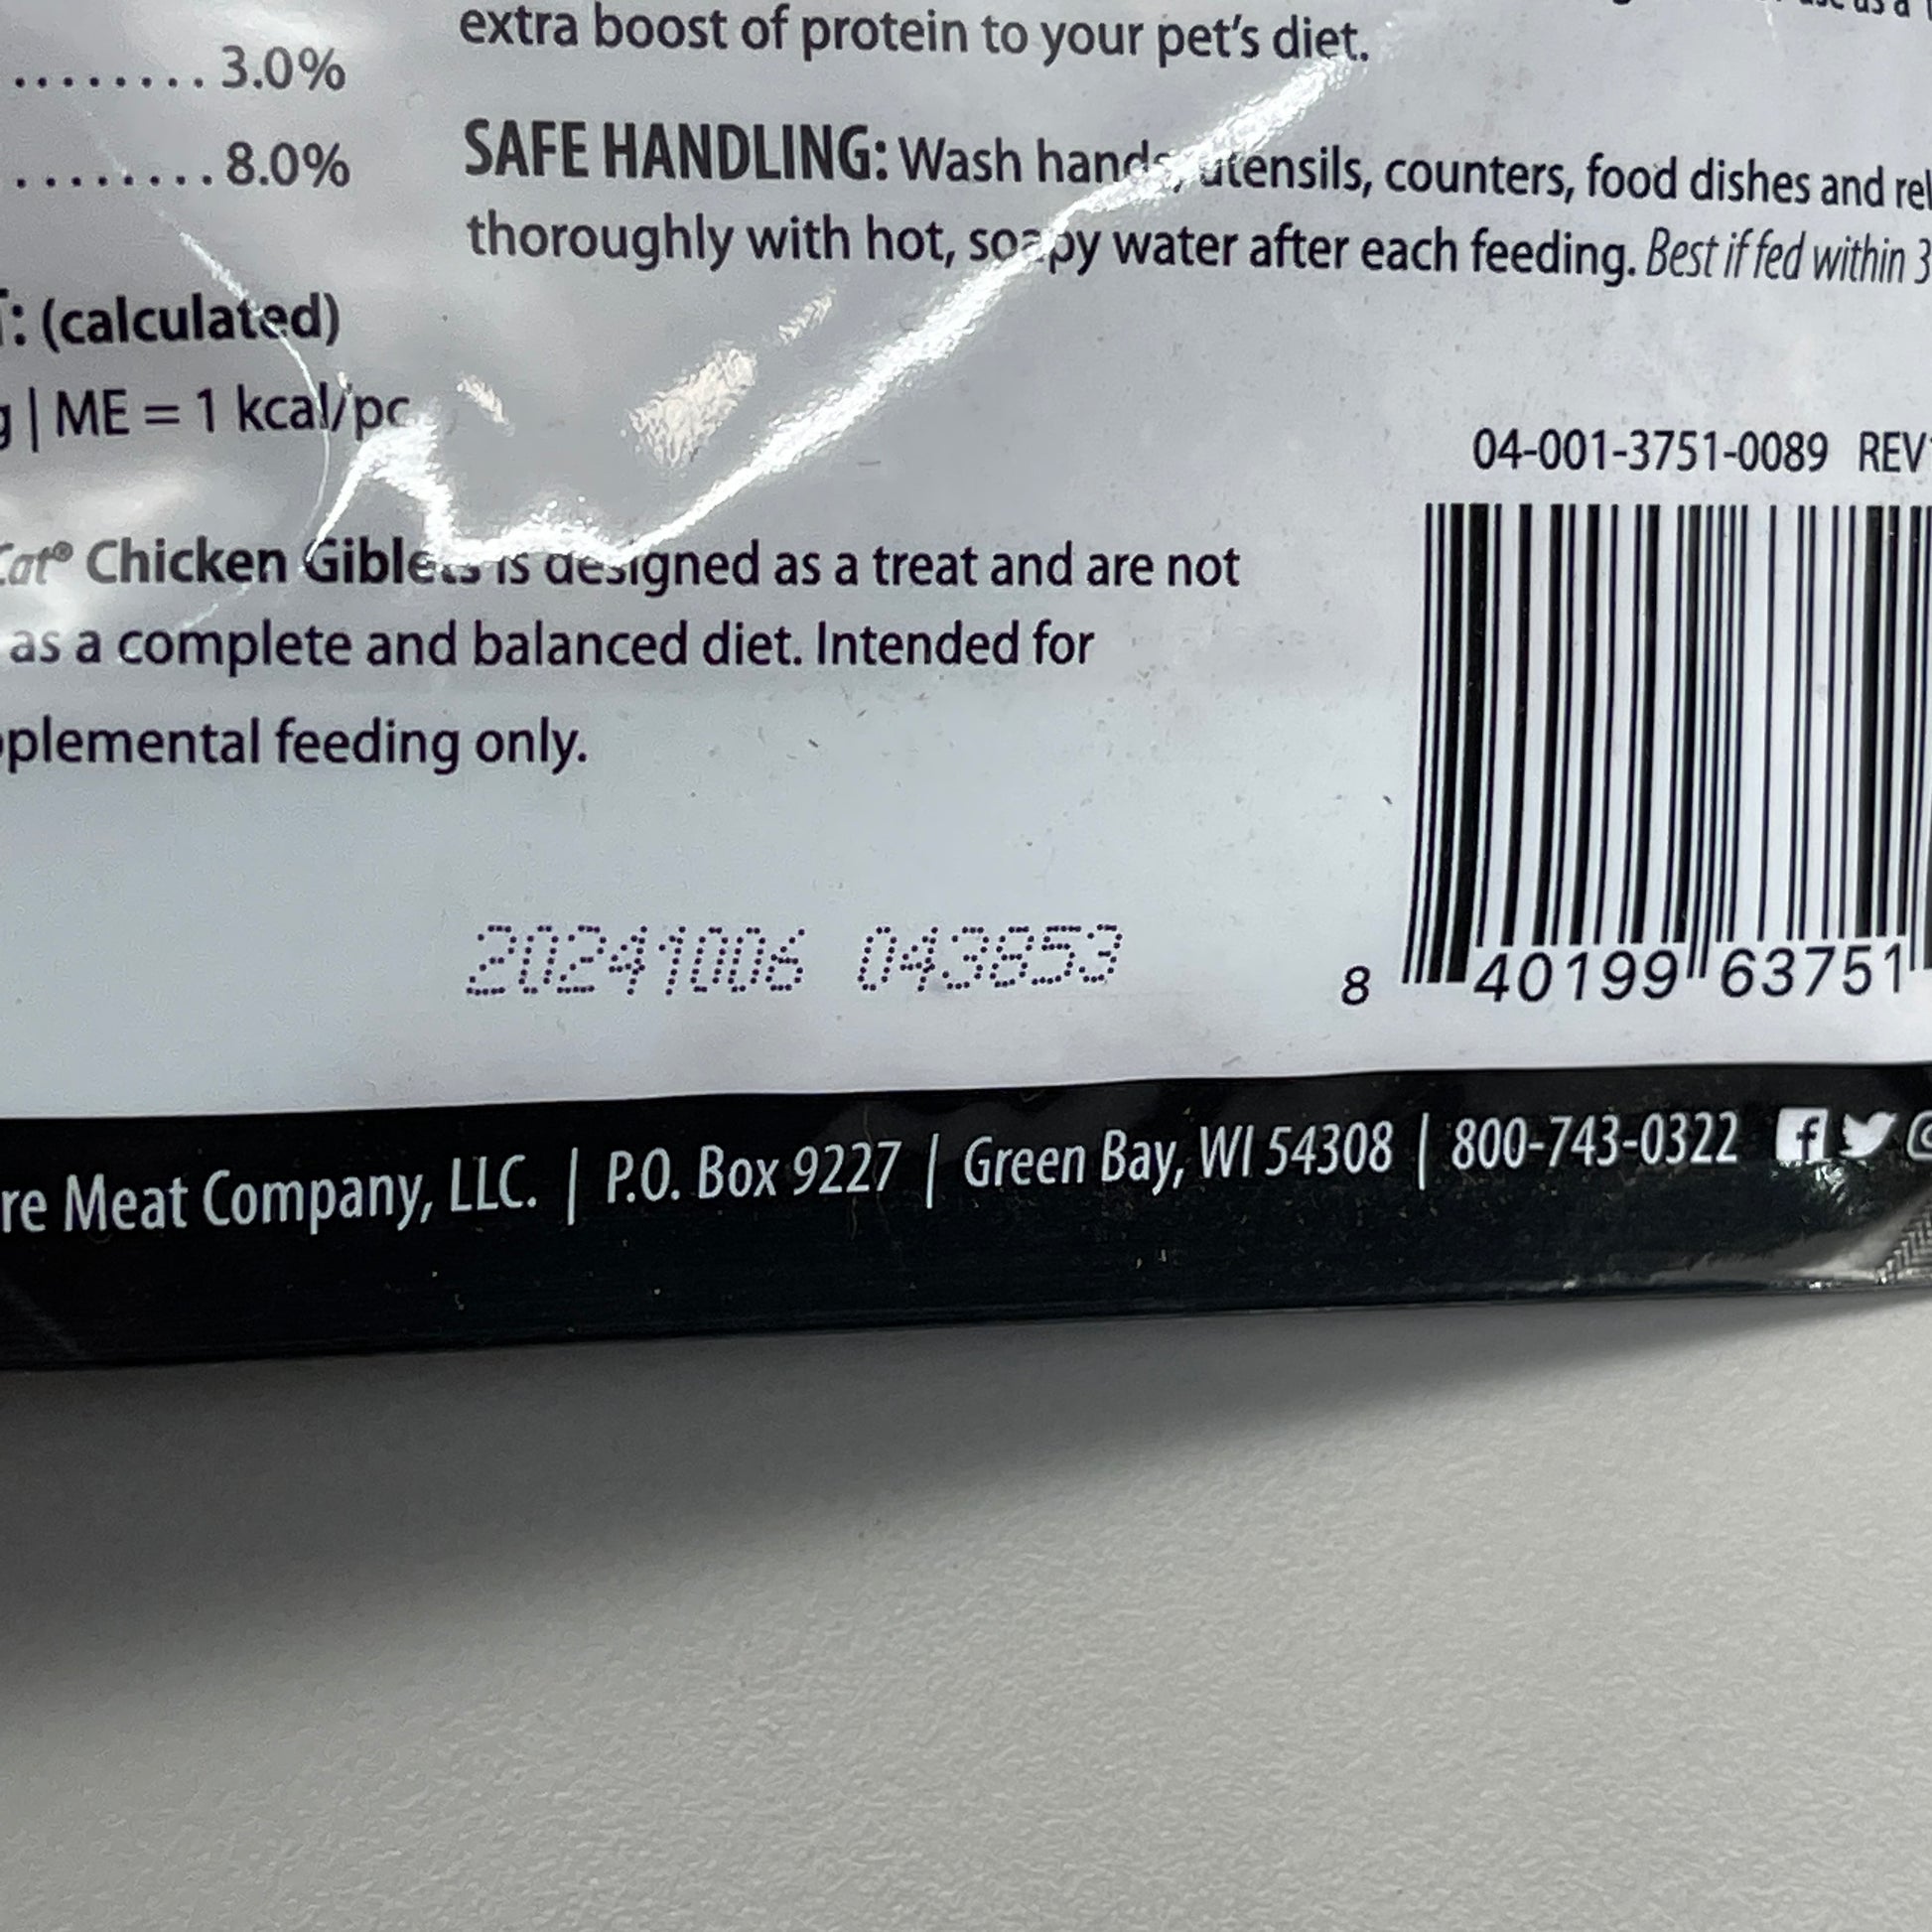 extra boost of protein to your pet's diet.
........ 3.0%
........ 8.0%
SAFE HANDLING: Wash hands, utensils, counters, food dishes and
thoroughly with hot, soapy water after each feeding. Best if fed within 3
: (calculated)
| ME = 1 kcal/pc
04-001-3751-0089 REV
Cat® Chicken Giblets is designed as a treat and are not
as a complete and balanced diet. Intended for
plemental feeding only.
20241006 043853
8 40199 63751
re Meat Company, LLC. | P.O. Box 9227 | Green Bay, WI 54308 | 800-743-0322